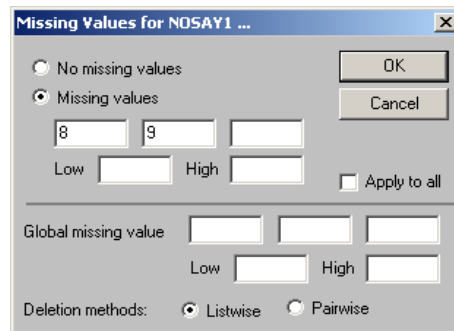 Missing Values for NOSAY1 ...
No missing values
OK
Missing values
Cancel
8 9
Low High
Apply to all
Global missing value
Low High
Deletion methods: Listwise Pairwise